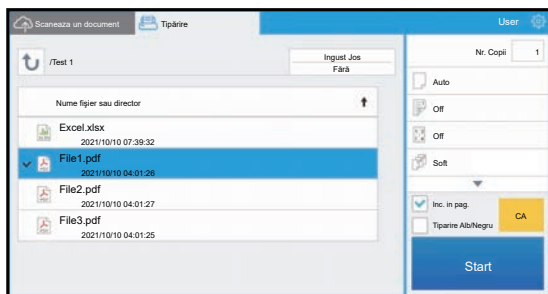 Scaneaza un document
Tipărire
User
/Test 1
Ingust Jos
Fără
Nr. Copii 1
Nume fișier sau director
Excel.xlsx
2021/10/10 07:39:32
File1.pdf
2021/10/10 04:01:26
File2.pdf
2021/10/10 04:01:27
File3.pdf
2021/10/10 04:01:25
Auto
Off
Off
Soft
Inc. in pag.
Tiparire Alb/Negru
CA
Start